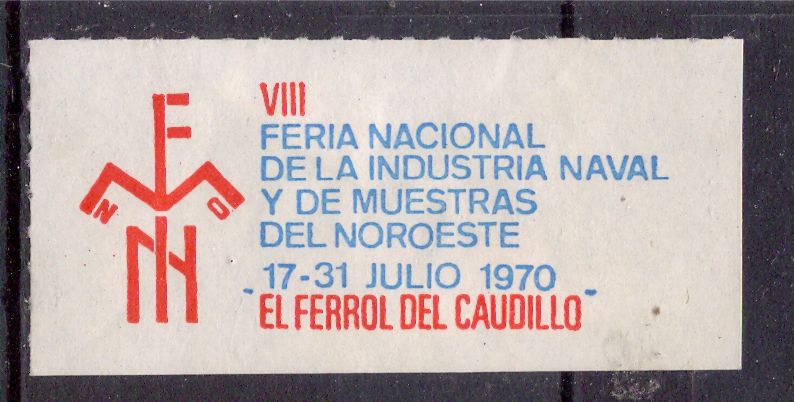 VIII
FERIA NACIONAL
DE LA INDUSTRIA NAVAL
Y DE MUESTRAS
DEL NOROESTE
17-31 JULIO 1970
- EL FERROL DEL CAUDILLO -
F
N O
IN